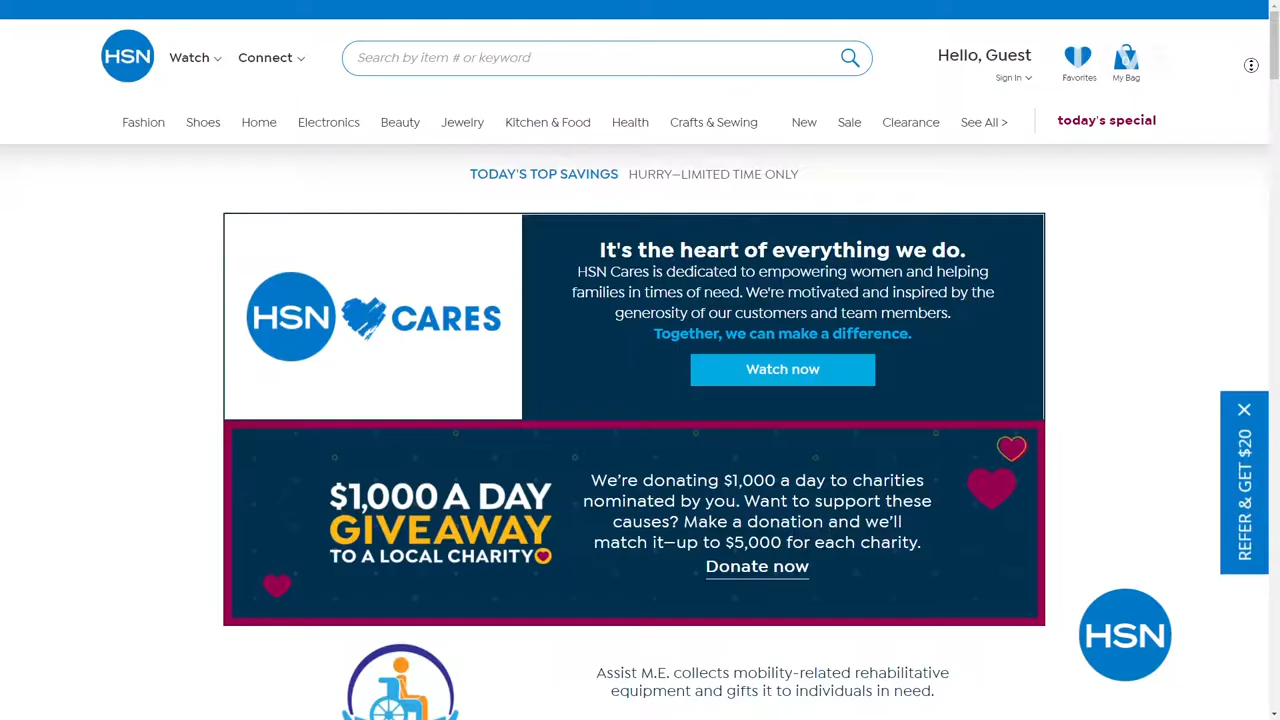 HSN
Watch
Connect
Search by item # or keyword
Hello, Guest
Sign In
Favorites
My Bag
Fashion
Shoes
Home
Electronics
Beauty
Jewelry
Kitchen & Food
Health
Crafts & Sewing
New
Sale
Clearance
See All >
today's special
TODAY'S TOP SAVINGS HURRY—LIMITED TIME ONLY
HSN CARES
It's the heart of everything we do.
HSN Cares is dedicated to empowering women and helping
families in times of need. We're motivated and inspired by the
generosity of our customers and team members.
Together, we can make a difference.
Watch now
$1,000 A DAY
GIVEAWAY
TO A LOCAL CHARITY
We're donating $1,000 a day to charities
nominated by you. Want to support these
causes? Make a donation and we'll
match it—up to $5,000 for each charity.
Donate now
REFER & GET $20
HSN
Assist M.E. collects mobility-related rehabilitative
equipment and gifts it to individuals in need.